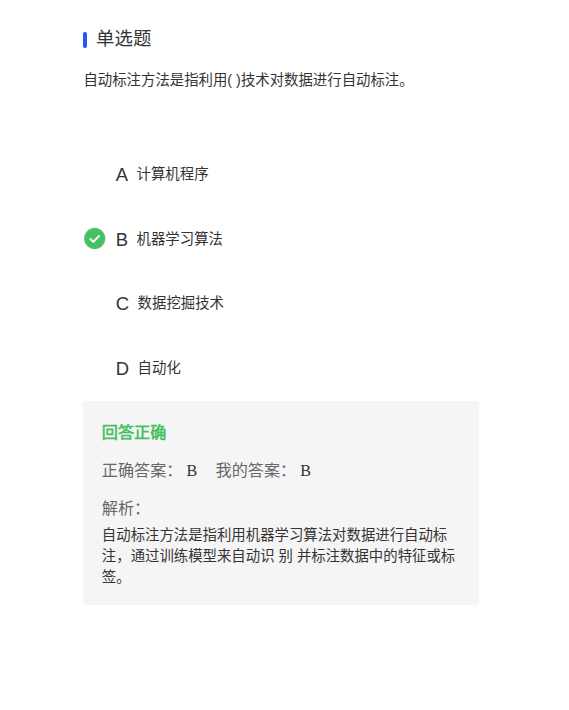 单选题
自动标注方法是指利用( )技术对数据进行自动标注。
A 计算机程序
B 机器学习算法
C 数据挖掘技术
D 自动化
回答正确
正确答案： B 我的答案： B
解析：
自动标注方法是指利用机器学习算法对数据进行自动标
注，通过训练模型来自动识 别 并标注数据中的特征或标
签。